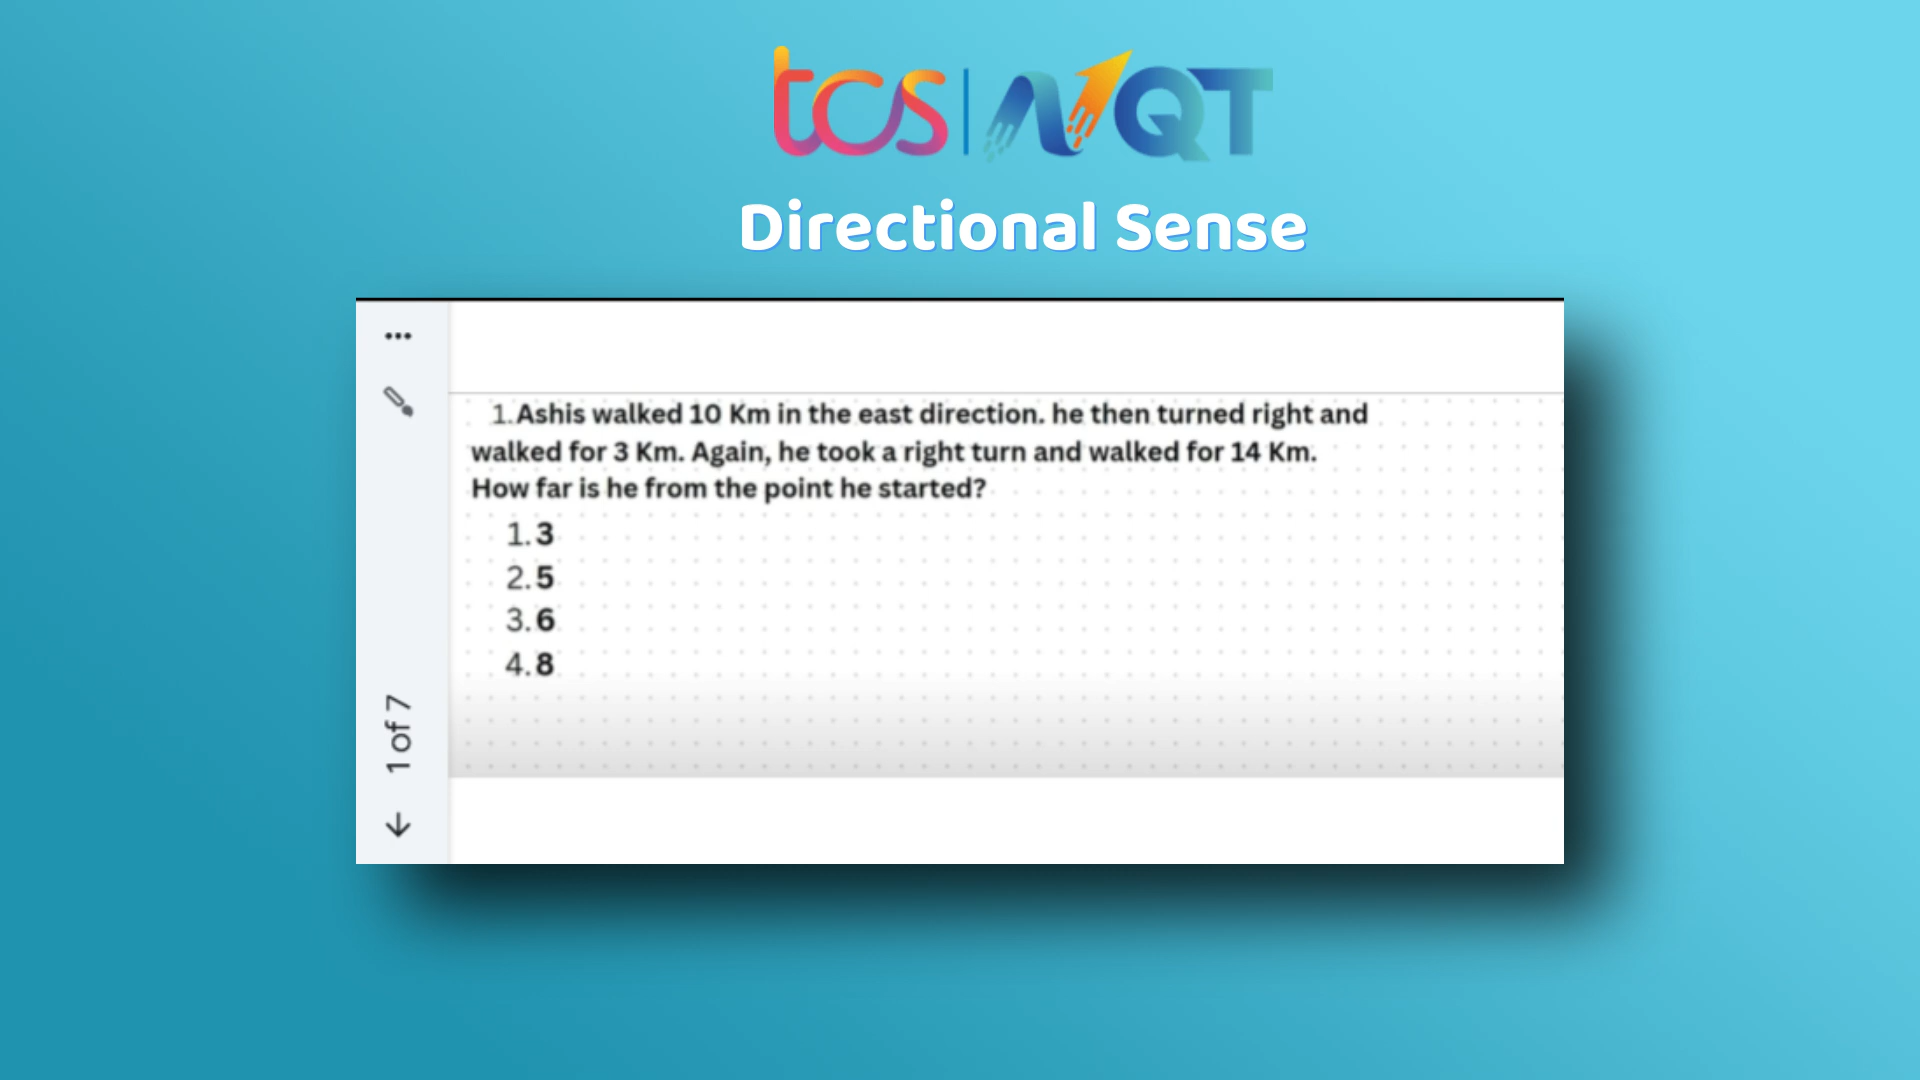 tcs | NQT
Directional Sense
1. Ashis walked 10 Km in the east direction. he then turned right and
walked for 3 Km. Again, he took a right turn and walked for 14 Km.
How far is he from the point he started?
1. 3
2. 5
3. 6
4. 8
1 of 7